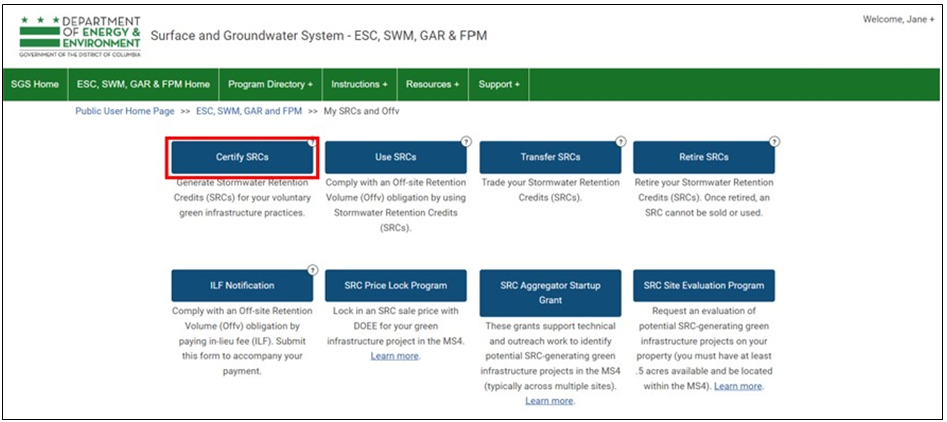 DEPARTMENT
OF ENERGY &
ENVIRONMENT
GOVERNMENT OF THE DISTRICT OF COLUMBIA
Surface and Groundwater System - ESC, SWM, GAR & FPM
Welcome, Jane +
SGS Home
ESC, SWM, GAR & FPM Home
Program Directory +
Instructions +
Resources +
Support +
Public User Home Page >> ESC, SWM, GAR and FPM >> My SRCs and Offv
?
Certify SRCs
Generate Stormwater Retention
Credits (SRCs) for your voluntary
green infrastructure practices.
?
Use SRCs
Comply with an Off-site Retention
Volume (Offv) obligation by using
Stormwater Retention Credits
(SRCs).
?
Transfer SRCs
Trade your Stormwater Retention
Credits (SRCs).
?
Retire SRCs
Retire your Stormwater Retention
Credits (SRCs). Once retired, an
SRC cannot be sold or used.
?
ILF Notification
Comply with an Off-site Retention
Volume (Offv) obligation by
paying in-lieu fee (ILF). Submit
this form to accompany your
payment.
SRC Price Lock Program
Lock in an SRC sale price with
DOEE for your green
infrastructure project in the MS4.
Learn more.
SRC Aggregator Startup
Grant
These grants support technical
and outreach work to identify
potential SRC-generating green
infrastructure projects in the MS4
(typically across multiple sites).
Learn more.
SRC Site Evaluation Program
Request an evaluation of
potential SRC-generating green
infrastructure projects on your
property (you must have at least
.5 acres available and be located
within the MS4). Learn more.